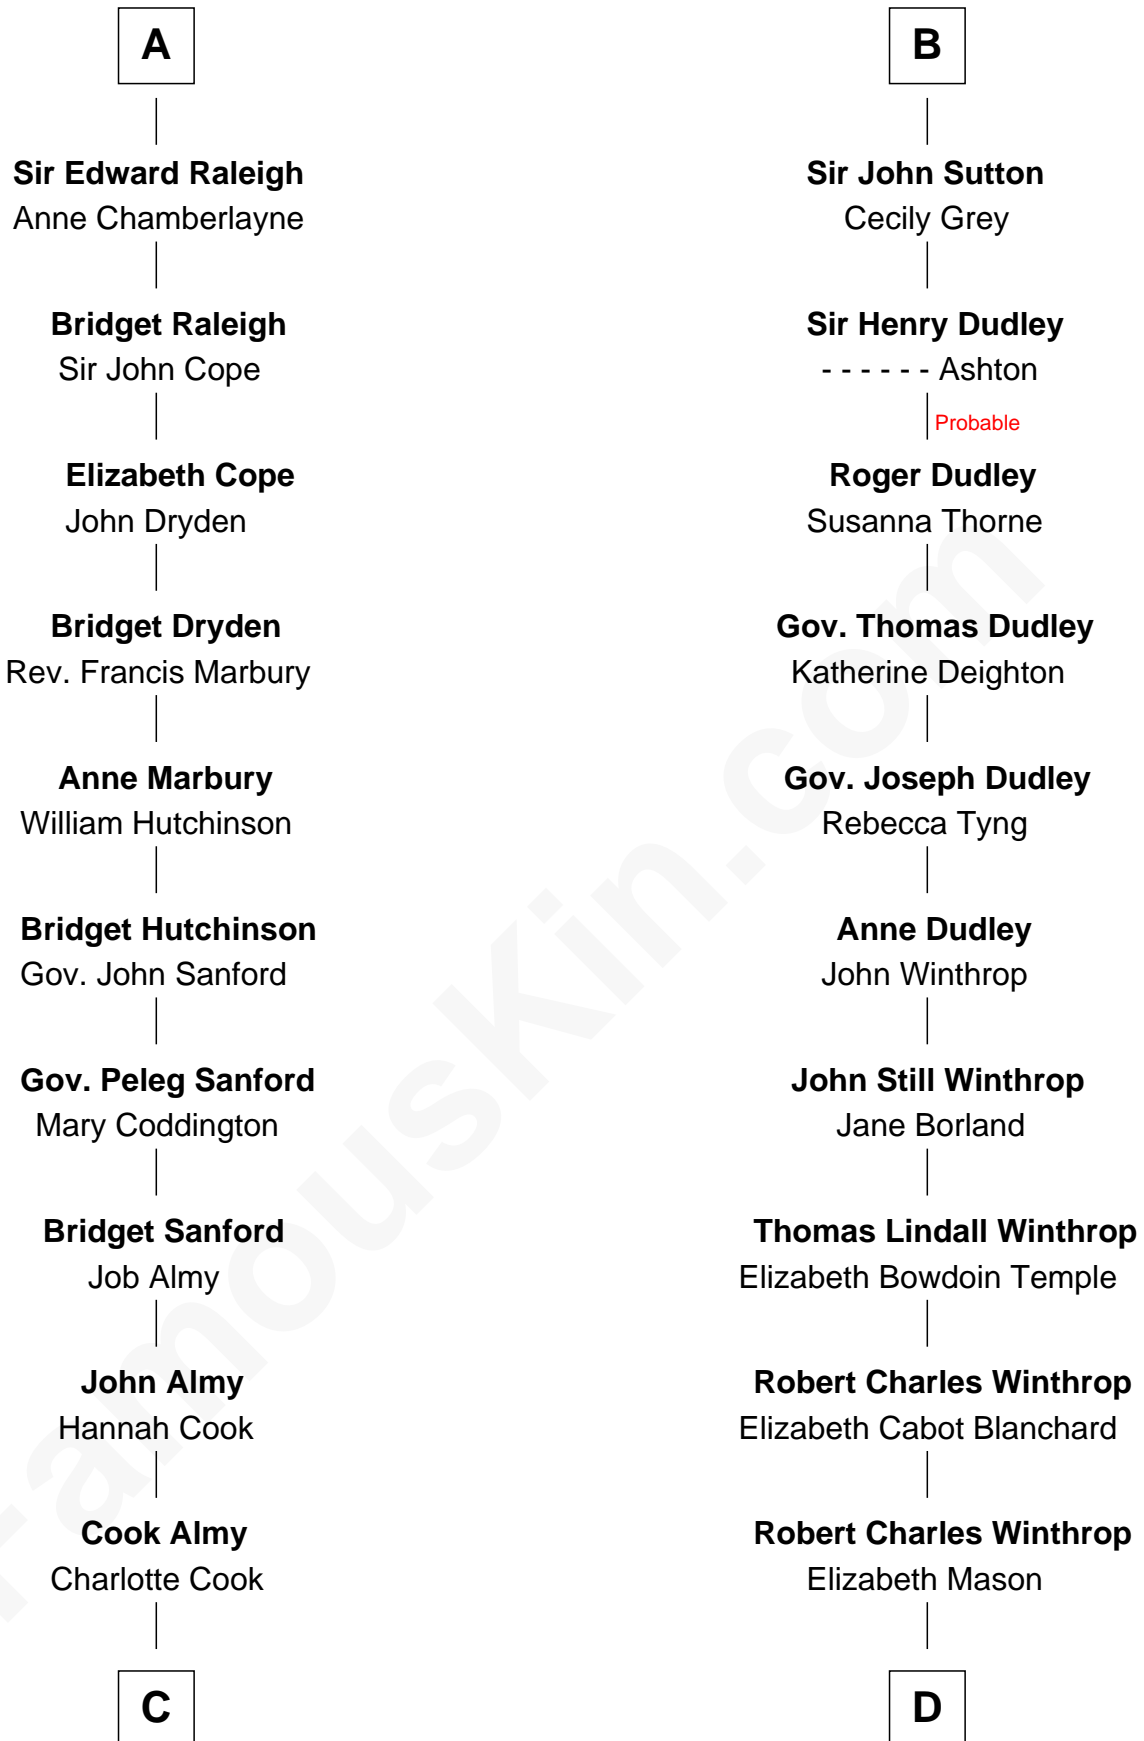 A
Sir Edward Raleigh
Anne Chamberlayne
Bridget Raleigh
Sir John Cope
Elizabeth Cope
John Dryden
Bridget Dryden
Rev. Francis Marbury
Anne Marbury
William Hutchinson
Bridget Hutchinson
Gov. John Sanford
Gov. Peleg Sanford
Mary Coddington
Bridget Sanford
Job Almy
John Almy
Hannah Cook
Cook Almy
Charlotte Cook
C
B
Sir John Sutton
Cecily Grey
Sir Henry Dudley
- - - - - - Ashton
Probable
Roger Dudley
Susanna Thorne
Gov. Thomas Dudley
Katherine Deighton
Gov. Joseph Dudley
Rebecca Tyng
Anne Dudley
John Winthrop
John Still Winthrop
Jane Borland
Thomas Lindall Winthrop
Elizabeth Bowdoin Temple
Robert Charles Winthrop
Elizabeth Cabot Blanchard
Robert Charles Winthrop
Elizabeth Mason
D
FamousKin.com